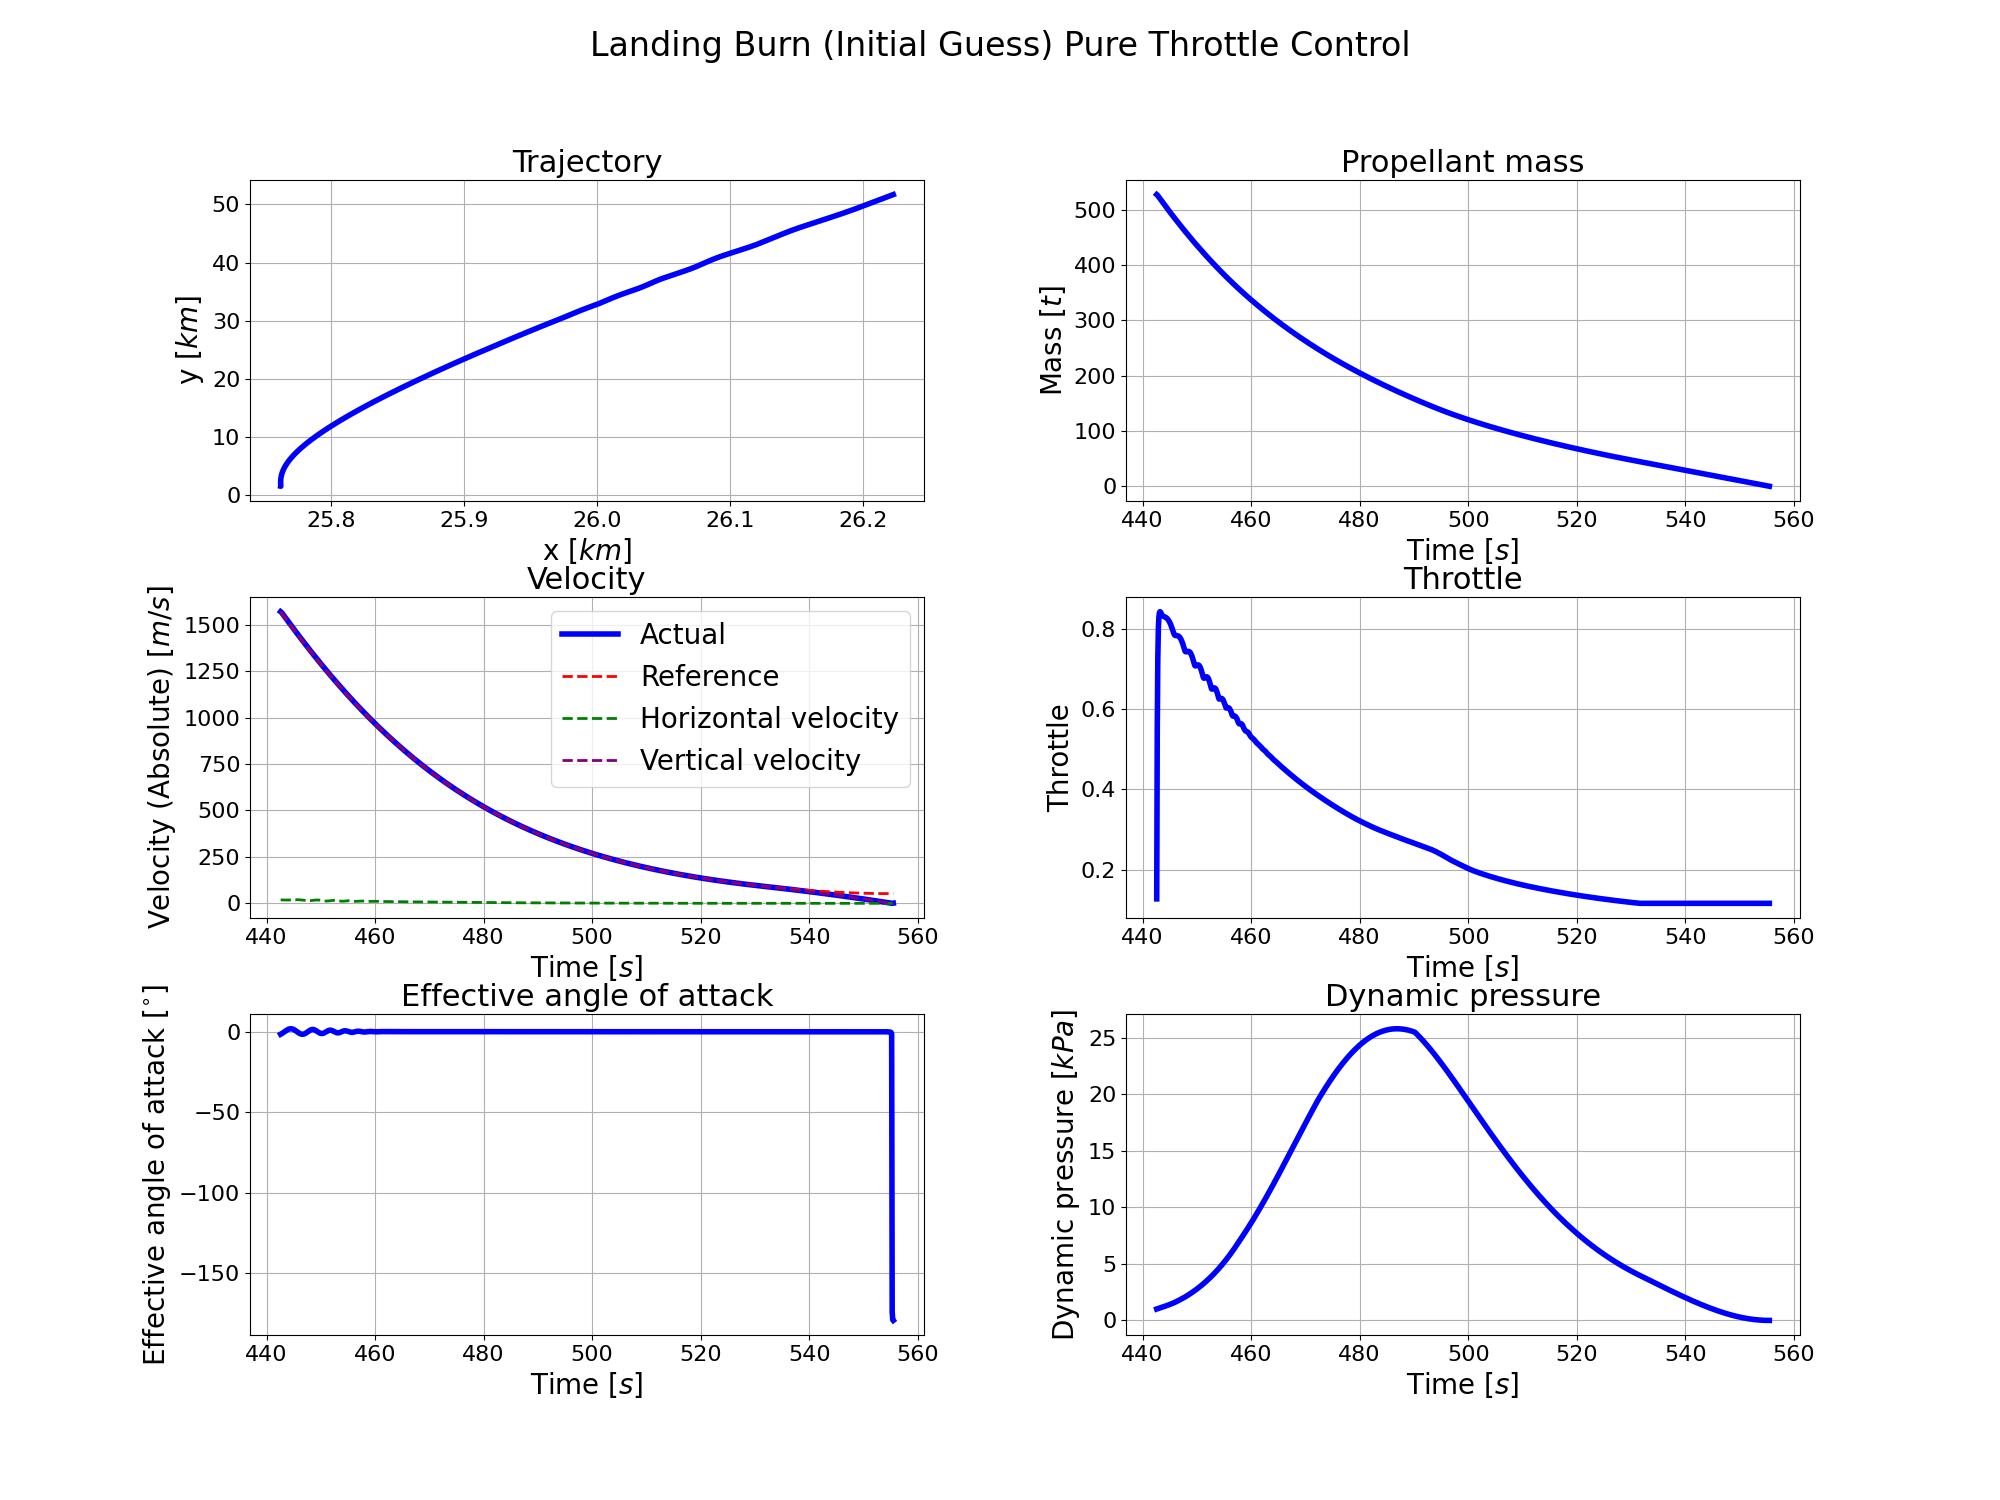 Landing Burn (Initial Guess) Pure Throttle Control
Trajectory
y [km]
50
40
30
20
10
0
25.8 25.9 26.0 26.1 26.2
x [km]
Propellant mass
Mass [t]
500
400
300
200
100
0
440 460 480 500 520 540 560
Time [s]
Velocity
Velocity (Absolute) [m/s]
1500
1250
1000
750
500
250
0
Actual
Reference
Horizontal velocity
Vertical velocity
440 460 480 500 520 540 560
Time [s]
Throttle
Throttle
0.8
0.6
0.4
0.2
440 460 480 500 520 540 560
Time [s]
Effective angle of attack
Effective angle of attack [°]
0
−50
−100
−150
440 460 480 500 520 540 560
Time [s]
Dynamic pressure
Dynamic pressure [kPa]
25
20
15
10
5
0
440 460 480 500 520 540 560
Time [s]